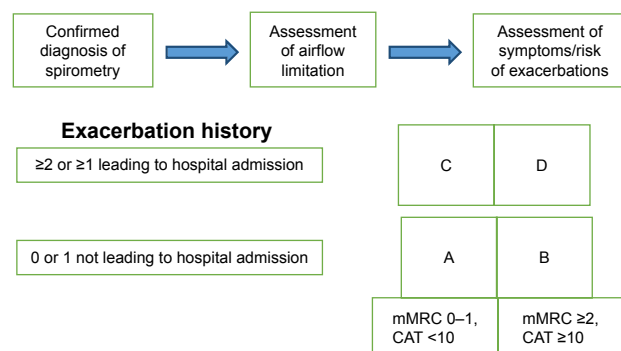 Confirmed
diagnosis of
spirometry
Assessment
of airflow
limitation
Assessment of
symptoms/risk
of exacerbations
Exacerbation history
≥2 or ≥1 leading to hospital admission
C
D
0 or 1 not leading to hospital admission
A
B
mMRC 0–1,
CAT <10
mMRC ≥2,
CAT ≥10